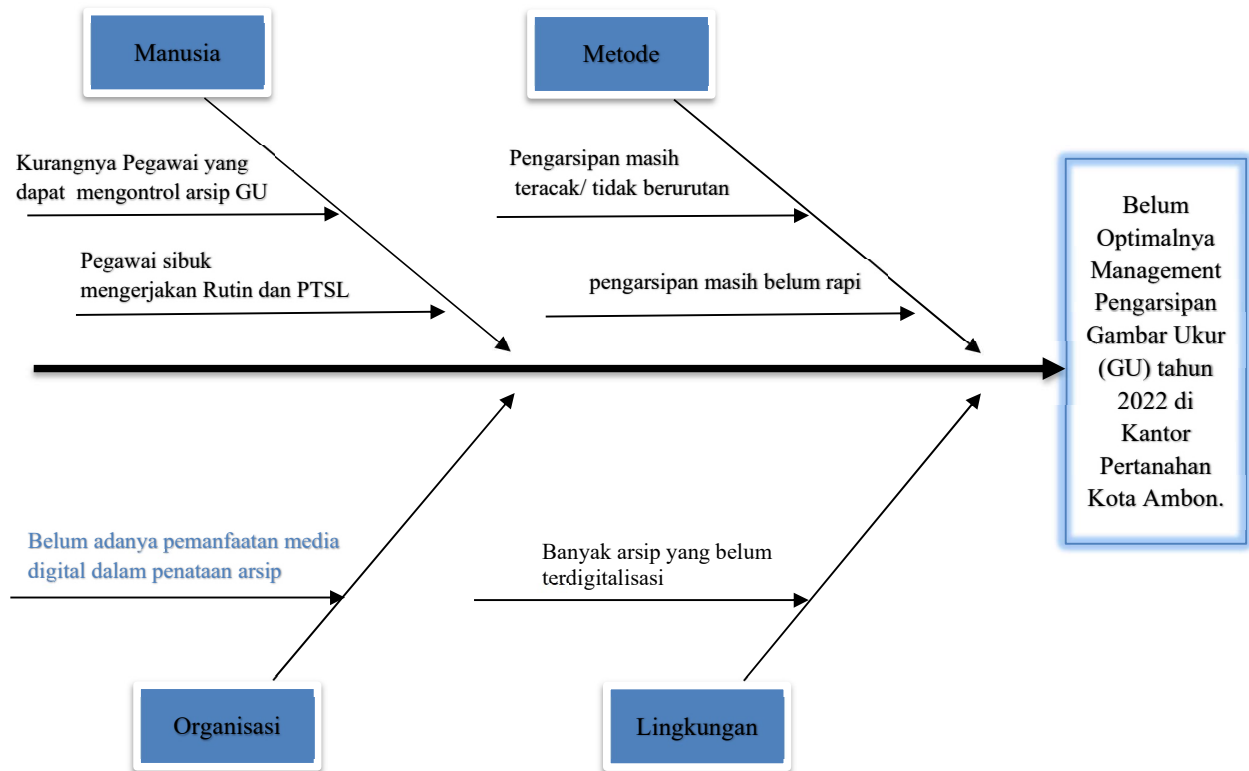 Manusia
Metode
Kurangnya Pegawai yang
dapat mengontrol arsip GU
Pegawai sibuk
mengerjakan Rutin dan PTSL
Pengarsipan masih
teracak/ tidak berurutan
pengarsipan masih belum rapi
Belum
Optimalnya
Management
Pengarsipan
Gambar Ukur
(GU) tahun
2022 di
Kantor
Pertanahan
Kota Ambon.
Belum adanya pemanfaatan media
digital dalam penataan arsip
Banyak arsip yang belum
terdigitalisasi
Organisasi
Lingkungan